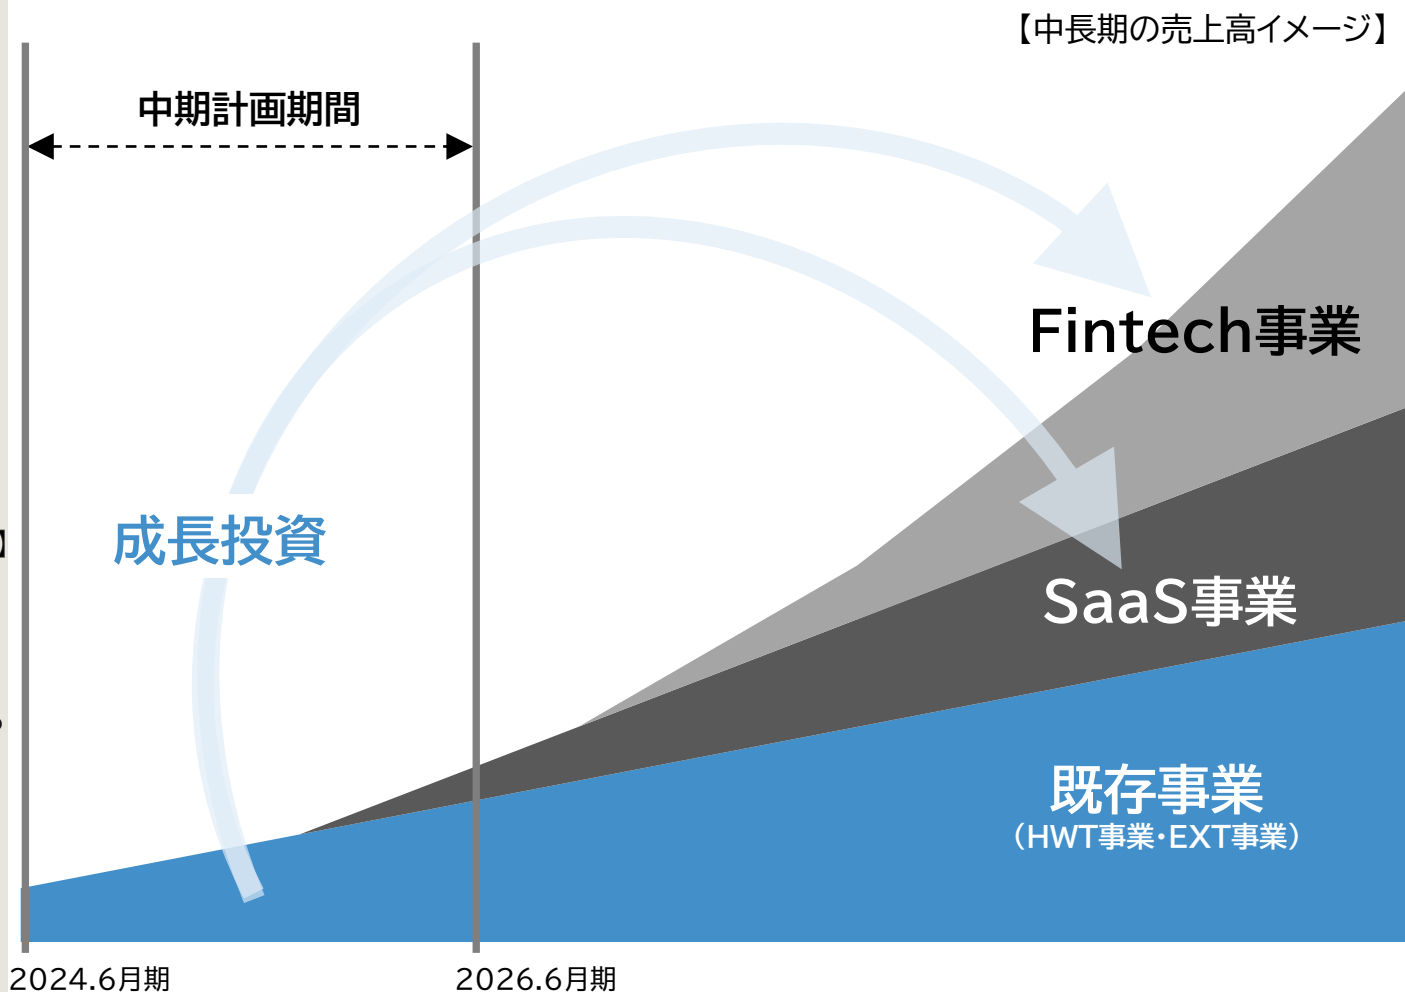 【中長期の売上高イメージ】
中期計画期間
Fintech事業
成長投資
SaaS事業
既存事業
（HWT事業・EXT事業）
2024.6月期
2026.6月期